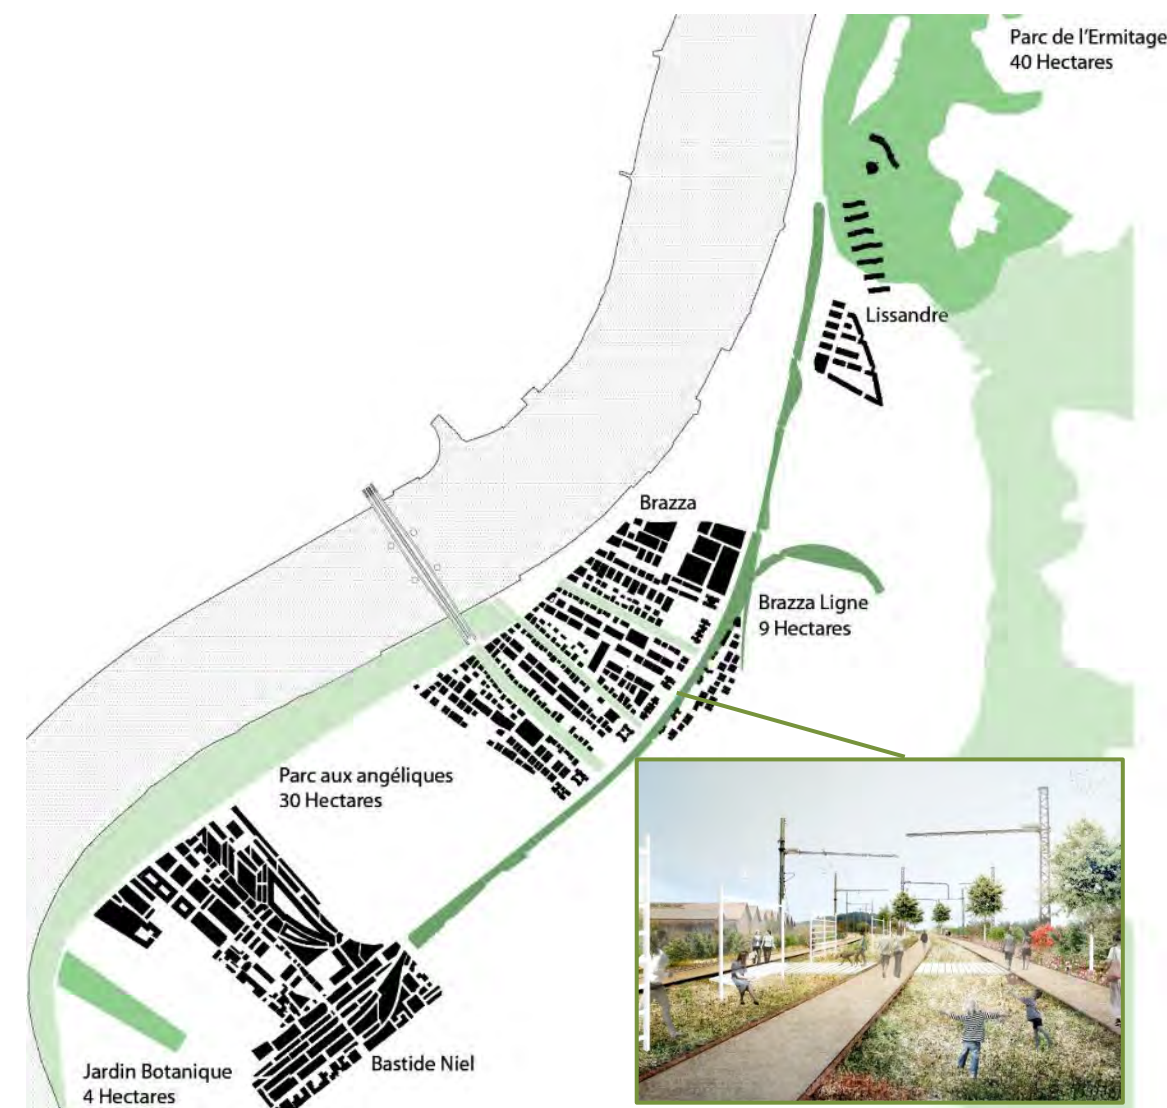 Parc de l'Ermitage
40 Hectares
Lissandre
Brazza
Brazza Ligne
9 Hectares
Parc aux angéliques
30 Hectares
Jardin Botanique
4 Hectares
Bastide Niel